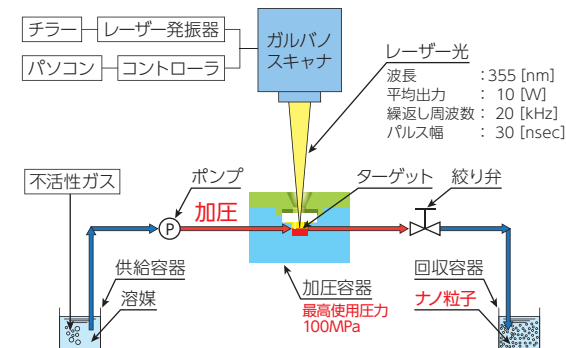 チラー
レーザー発振器
パソコン
コントローラ
ガルバノ
スキャナ
レーザー光
波長 :355 [nm]
平均出力 : 10 [W]
繰返し周波数 : 20 [kHz]
パルス幅 : 30 [nsec]
不活性ガス
ポンプ
P
加圧
ターゲット
絞り弁
供給容器
溶媒
加圧容器
最高使用圧力
100MPa
回収容器
ナノ粒子